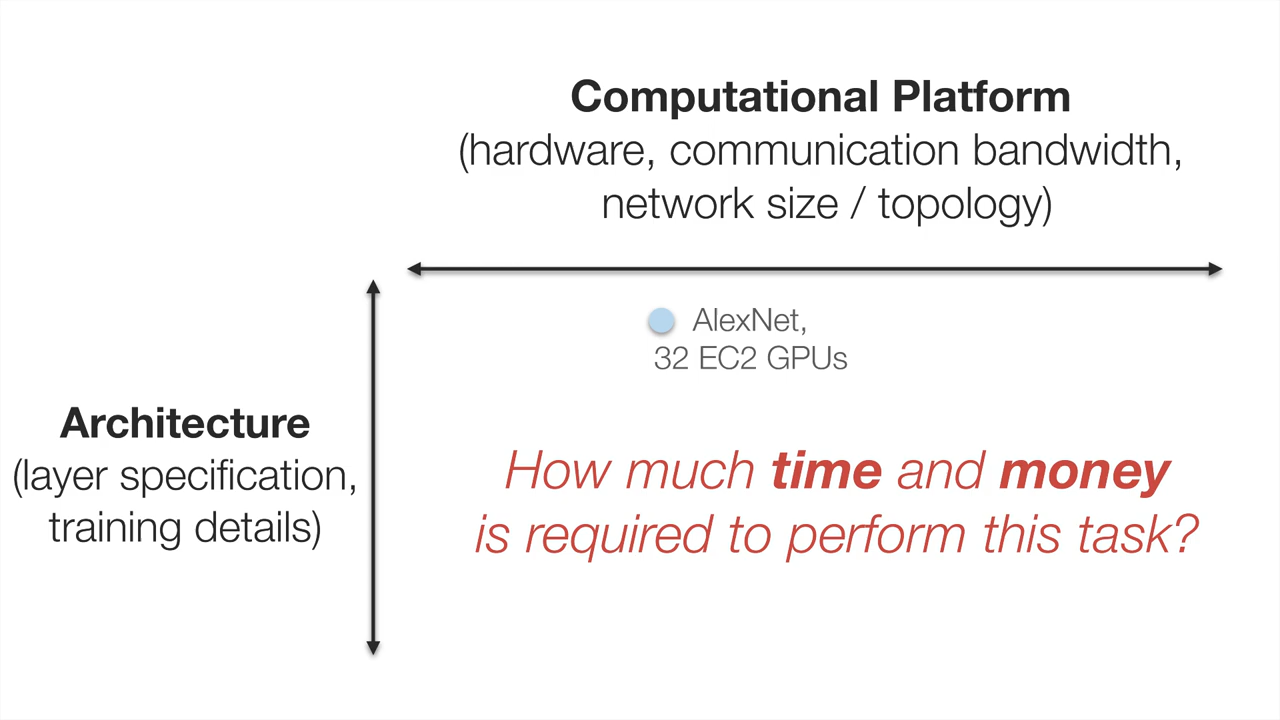 Computational Platform
(hardware, communication bandwidth,
network size / topology)
AlexNet,
32 EC2 GPUs
Architecture
(layer specification,
training details)
How much time and money
is required to perform this task?